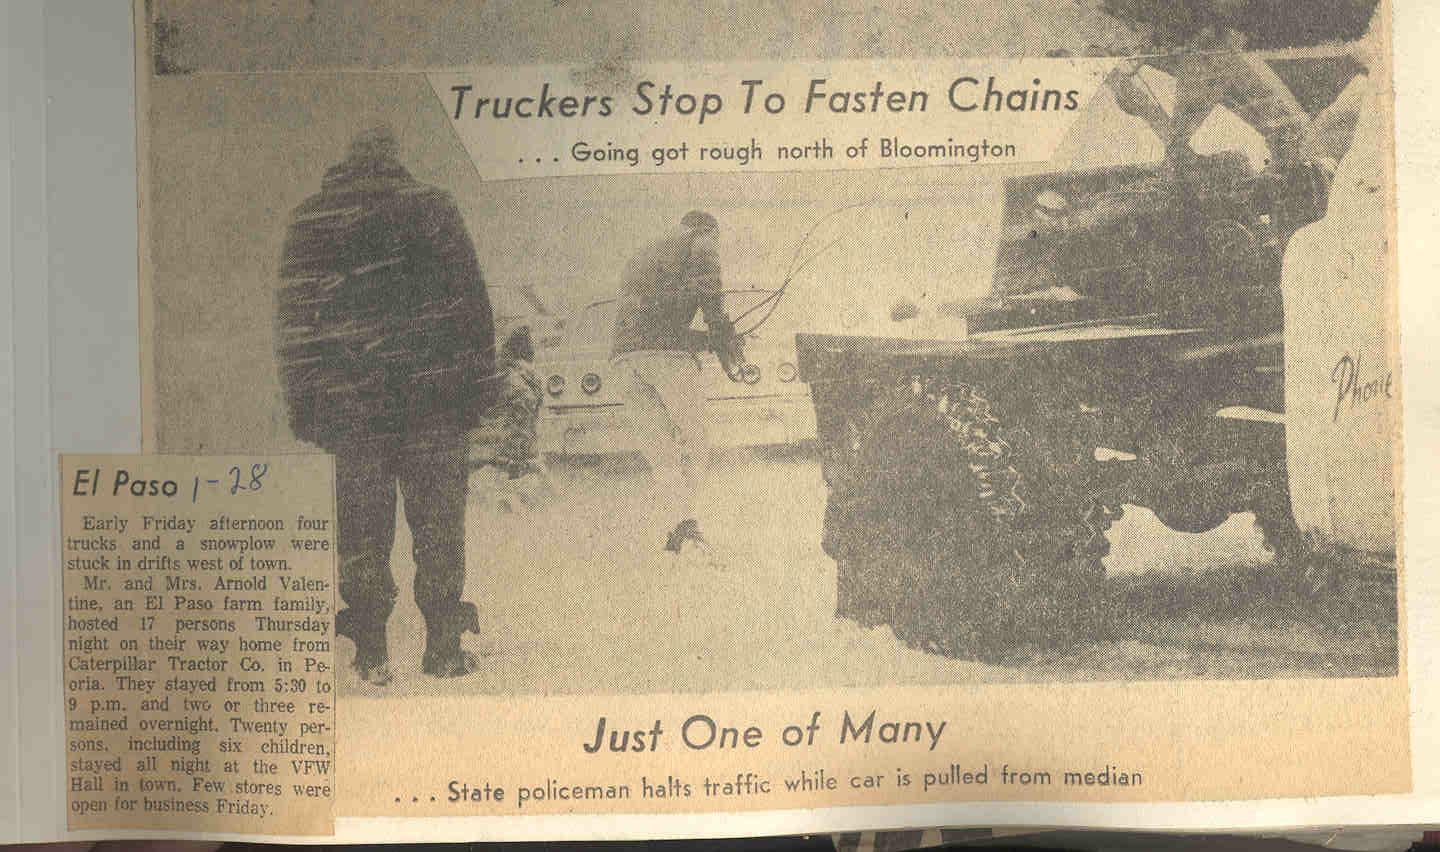 Truckers Stop To Fasten Chains
. . . Going got rough north of Bloomington
Phone
El Paso 1-28
Early Friday afternoon four
trucks and a snowplow were
stuck in drifts west of town.
Mr. and Mrs. Arnold Valen-
tine, an El Paso farm family,
hosted 17 persons Thursday
night on their way home from
Caterpillar Tractor Co. in Pe-
oria. They stayed from 5:30 to
9 p.m. and two or three re-
mained overnight. Twenty per-
sons, including six children,
stayed all night at the VFW
Hall in town. Few stores were
open for business Friday.
Just One of Many
. . . State policeman halts traffic while car is pulled from median